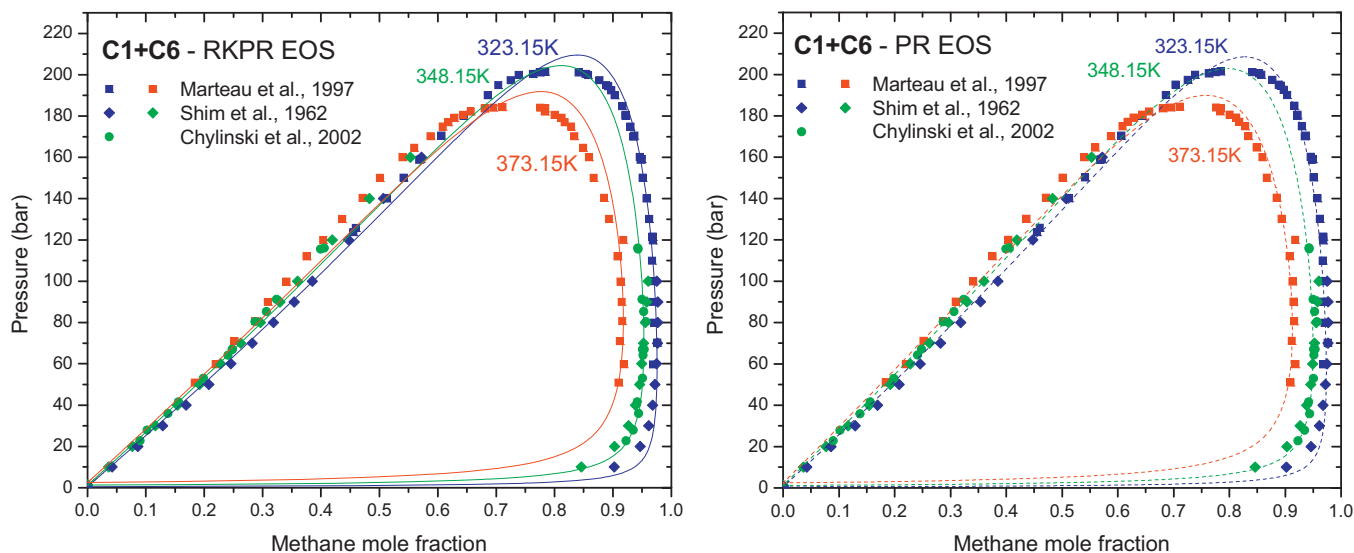 C1+C6 - RKPR EOS
323.15K
348.15K
Marteau et al., 1997
Shim et al., 1962
Chylinski et al., 2002
373.15K
220
200
180
160
140
120
100
80
60
40
20
0
Pressure (bar)
0.0 0.1 0.2 0.3 0.4 0.5 0.6 0.7 0.8 0.9 1.0
Methane mole fraction
C1+C6 - PR EOS
323.15K
348.15K
Marteau et al., 1997
Shim et al., 1962
Chylinski et al., 2002
373.15K
220
200
180
160
140
120
100
80
60
40
20
0
Pressure (bar)
0.0 0.1 0.2 0.3 0.4 0.5 0.6 0.7 0.8 0.9 1.0
Methane mole fraction